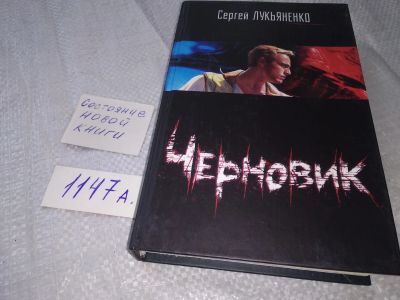 Сергей ЛУКЬЯНЕНКО
Состояние
новой
книги
1147А.
ЧЕРНОВИК